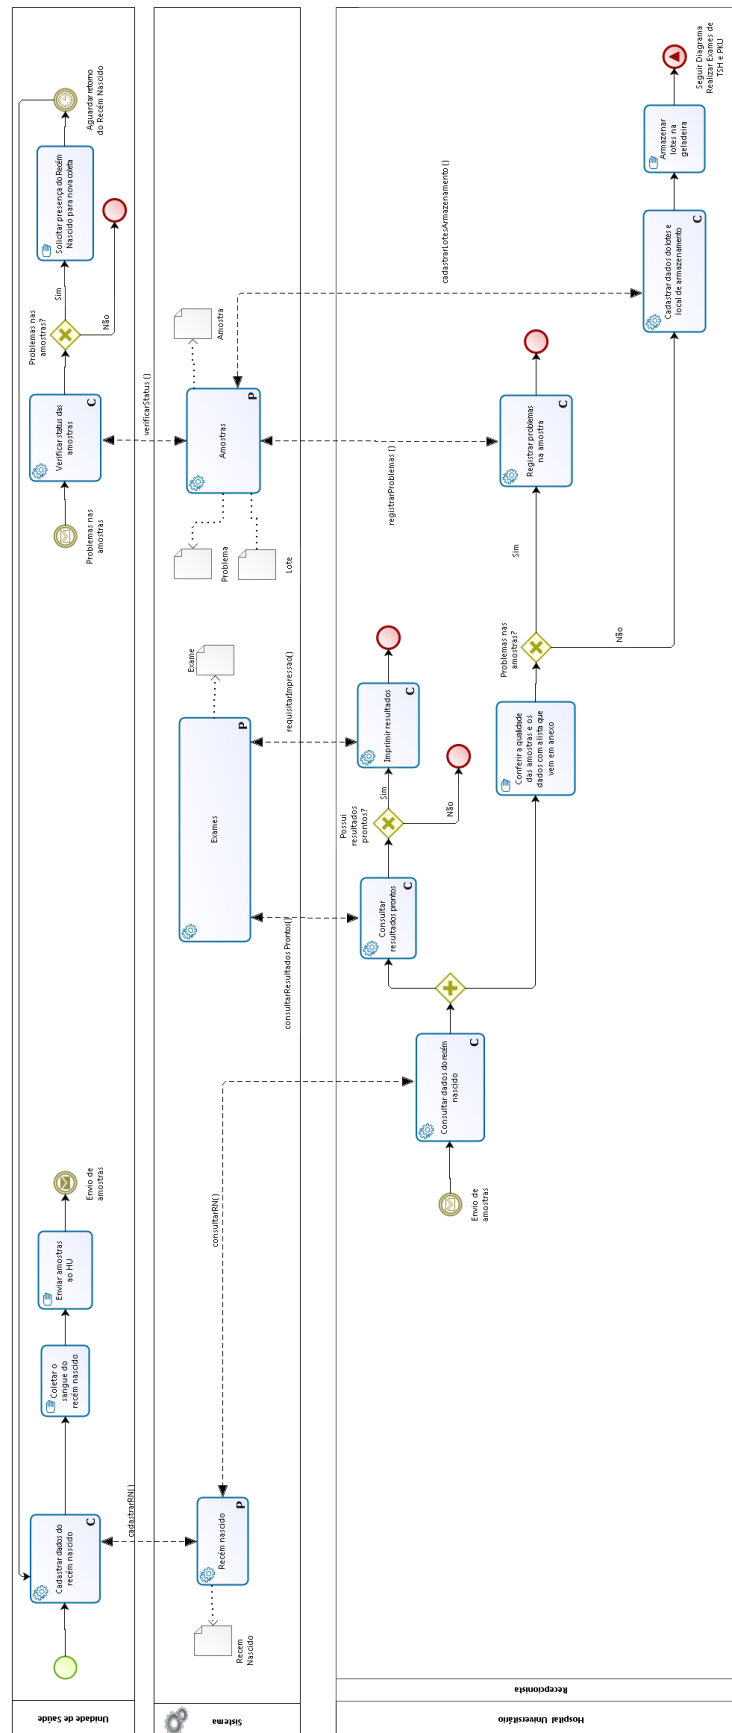 Unidade de Saúde
Cadastrar dados do
recém nascido
C
Coletar o
sangue do
recém nascido
Enviar amostras
ao HU
Envio de
amostras
Problemas nas
amostras
Verificar status das
amostras
C
Problemas nas
amostras?
Sim
Não
Solicitar presença do Recém
Nascido para nova coleta
Aguardar retorno
do Recém Nascido
cadastrarRN()
verificarStatus ()
Sistema
Recem
Nascido
Recém nascido
P
consultarRN()
Exames
P
Exame
consultarResultados Prontos()
requisitarImpressao()
Problema
Lote
Amostras
P
Amostra
registrarProblemas ()
cadastrarLotesArmazenamento ()
Hospital Universitário
Recepcionista
Envio de
amostras
Consultar dados do recém
nascido
C
Consultar
resultados prontos
C
Possui
resultados
prontos?
Sim
Não
Imprimir resultados
C
Conferir a qualidade
das amostras e os
dados com a lista que
vem em anexo
Problemas nas
amostras?
Sim
Não
Registrar problemas
na amostra
C
Cadastrar dados do lotes e
local de armazenamento
C
Armazenar
lotes na
geladeira
Seguir Diagrama
Realizar Exames de
TSH e PKU